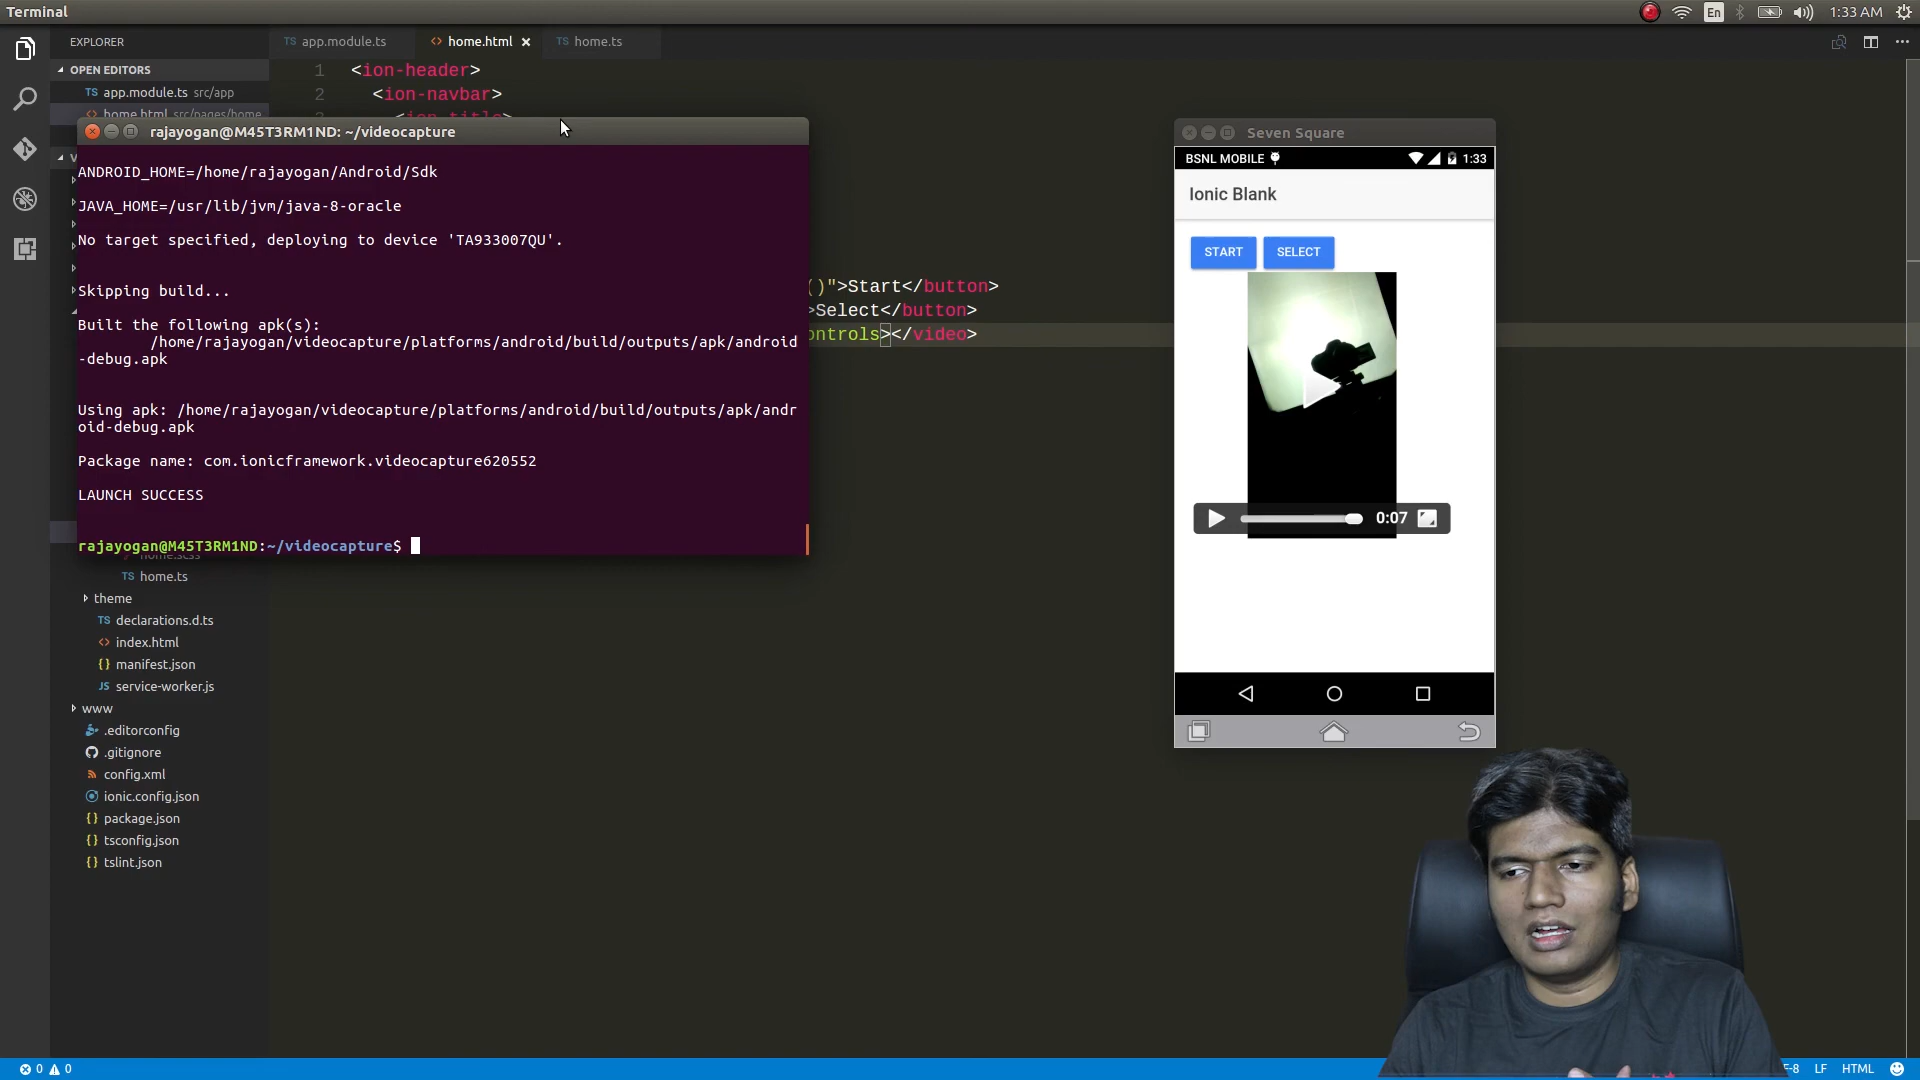 Terminal
En
1:33 AM
EXPLORER
TS app.module.ts
<> home.html ×
TS home.ts
OPEN EDITORS
TS app.module.ts src/app
<> home.html src/pages/home
1 <ion-header>
2 <ion-navbar>
<ion-title>
rajayogan@M45T3RM1ND: ~/videocapture
ANDROID_HOME=/home/rajayogan/Android/Sdk
JAVA_HOME=/usr/lib/jvm/java-8-oracle
No target specified, deploying to device 'TA933007QU'.
Skipping build...
Built the following apk(s):
/home/rajayogan/videocapture/platforms/android/build/outputs/apk/android
-debug.apk
Using apk: /home/rajayogan/videocapture/platforms/android/build/outputs/apk/andr
oid-debug.apk
Package name: com.ionicframework.videocapture620552
LAUNCH SUCCESS
rajayogan@M45T3RM1ND:~/videocapture$
()">Start</button>
>Select</button>
ontrols></video>
Seven Square
BSNL MOBILE
1:33
Ionic Blank
START
SELECT
0:07
home.scss
TS home.ts
theme
TS declarations.d.ts
<> index.html
{} manifest.json
JS service-worker.js
www
.editorconfig
.gitignore
config.xml
ionic.config.json
{} package.json
{} tsconfig.json
{} tslint.json
0 0
F-8 LF HTML